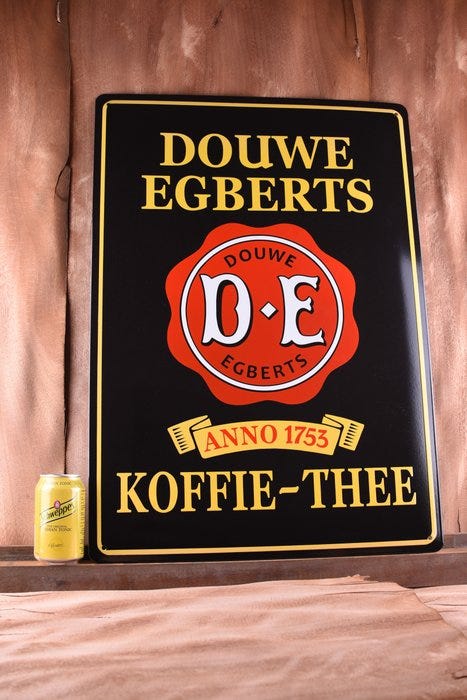 DOUWE
EGBERTS
DOUWE
D·E
EGBERTS
ANNO 1753
KOFFIE-THEE
Schweppes